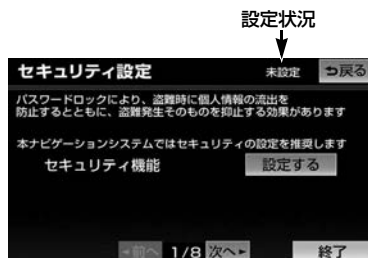 設定状況
セキュリティ設定 未設定 戻る
パスワードロックにより、盗難時に個人情報の流出を
防止するとともに、盗難発生そのものを抑止する効果があります
本ナビゲーションシステムではセキュリティの設定を推奨します
セキュリティ機能 設定する
前へ 1/8 次へ 終了